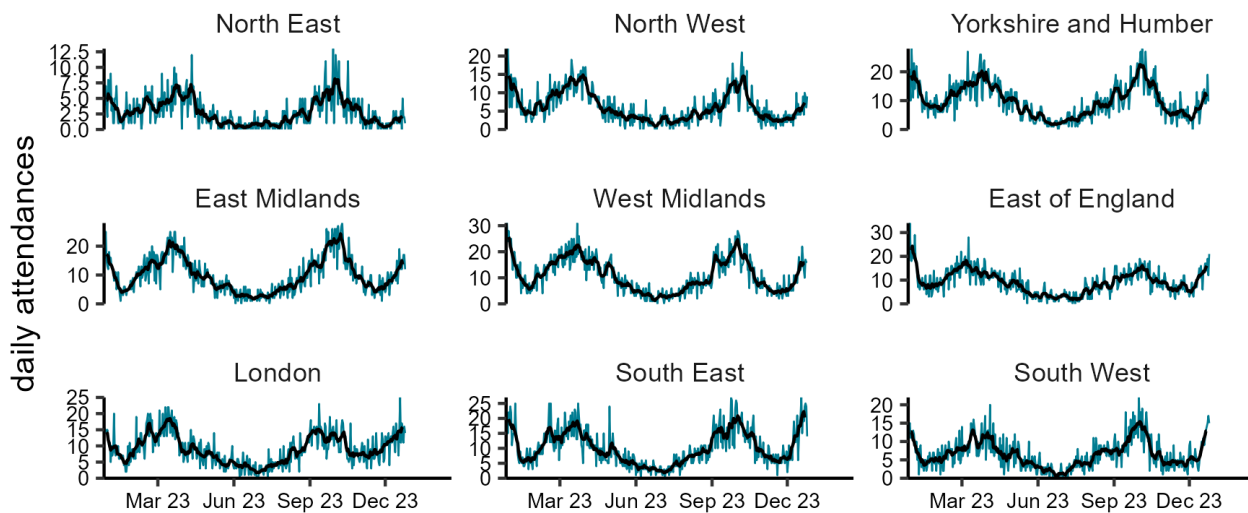 North East North West Yorkshire and Humber
12.5 20
10.0 15 20
7.5 10 10
5.0 5
2.5
0.0 0 0
daily attendances
East Midlands West Midlands East of England
20 30 30
10 20 20
10 10
0 0 0
London South East South West
25 25 20
20 20 15
15 15 10
10 10 5
5 5
0 0 0
Mar 23 Jun 23 Sep 23 Dec 23 Mar 23 Jun 23 Sep 23 Dec 23 Mar 23 Jun 23 Sep 23 Dec 23